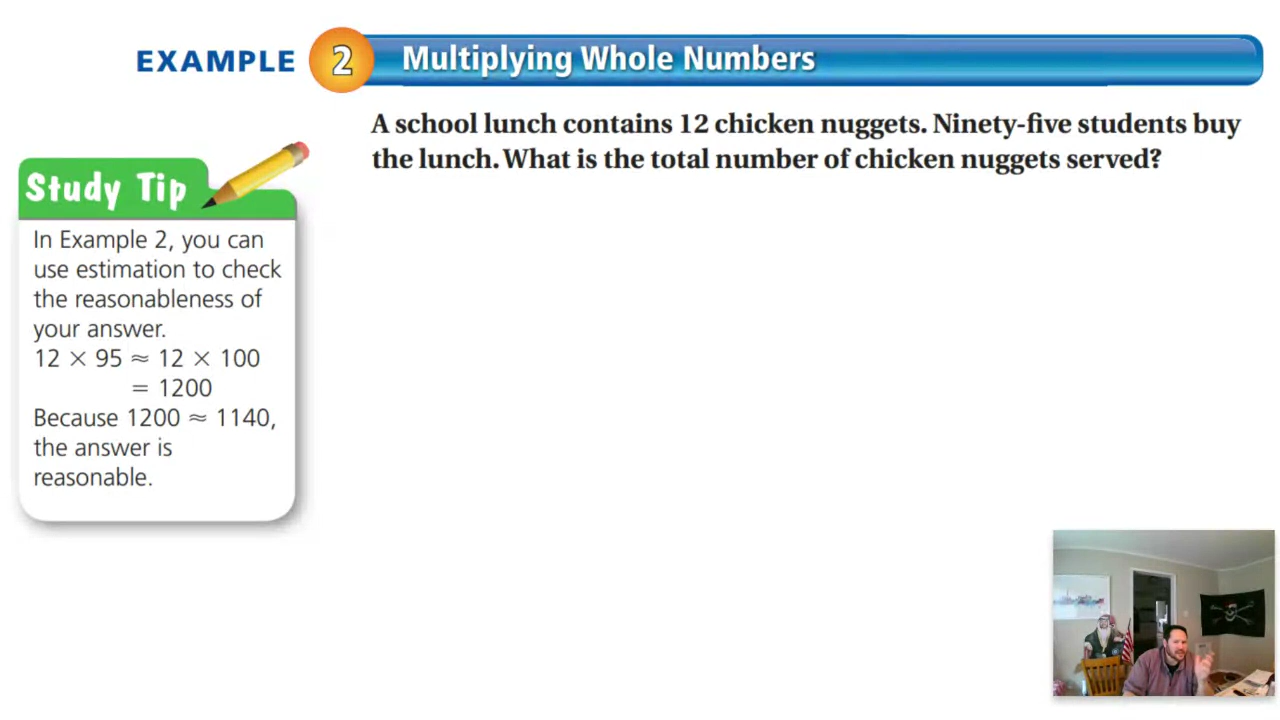 EXAMPLE 2 Multiplying Whole Numbers
A school lunch contains 12 chicken nuggets. Ninety-five students buy
the lunch. What is the total number of chicken nuggets served?
Study Tip
In Example 2, you can
use estimation to check
the reasonableness of
your answer.
12 × 95 ≈ 12 × 100
= 1200
Because 1200 ≈ 1140,
the answer is
reasonable.